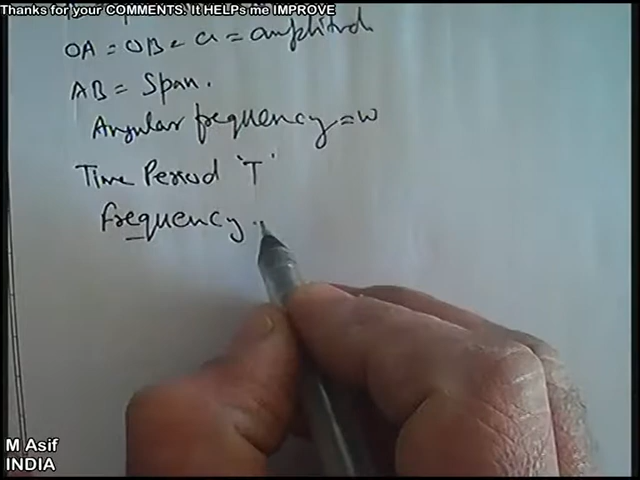 Thanks for your COMMENTS. It HELPs me IMPROVE
OA = OB = a = amplitud
AB = Span.
Angular frequency = w
Time Period 'T'
frequency
M Asif
INDIA